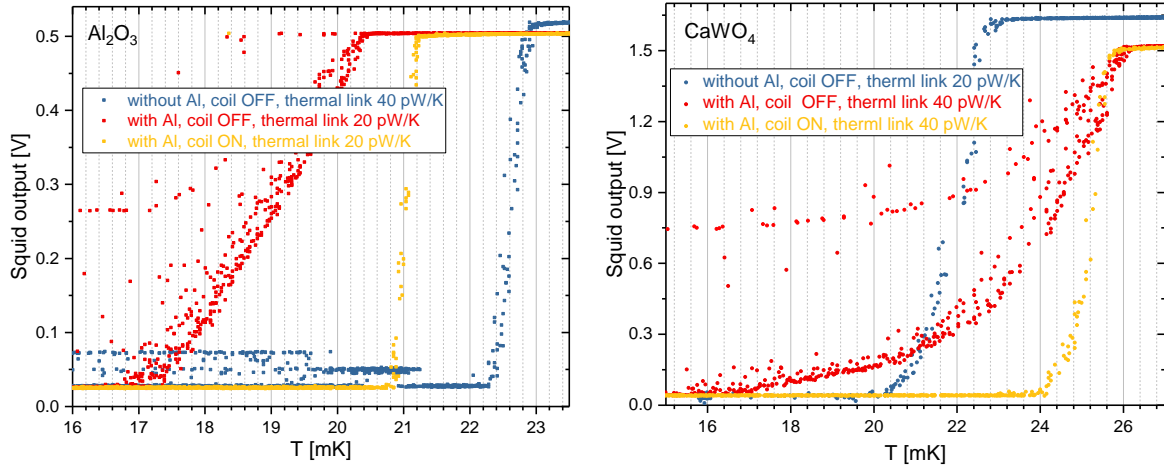 Al₂O₃
without Al, coil OFF, thermal link 40 pW/K
with Al, coil OFF, thermal link 20 pW/K
with Al, coil ON, thermal link 20 pW/K
Squid output [V]
0.5
0.4
0.3
0.2
0.1
0.0
16 17 18 19 20 21 22 23
T [mK]
CaWO₄
without Al, coil OFF, therml link 20 pW/K
with Al, coil OFF, therml link 40 pW/K
with Al, coil ON, therml link 40 pW/K
Squid output [V]
1.5
1.2
0.9
0.6
0.3
0.0
16 18 20 22 24 26
T [mK]